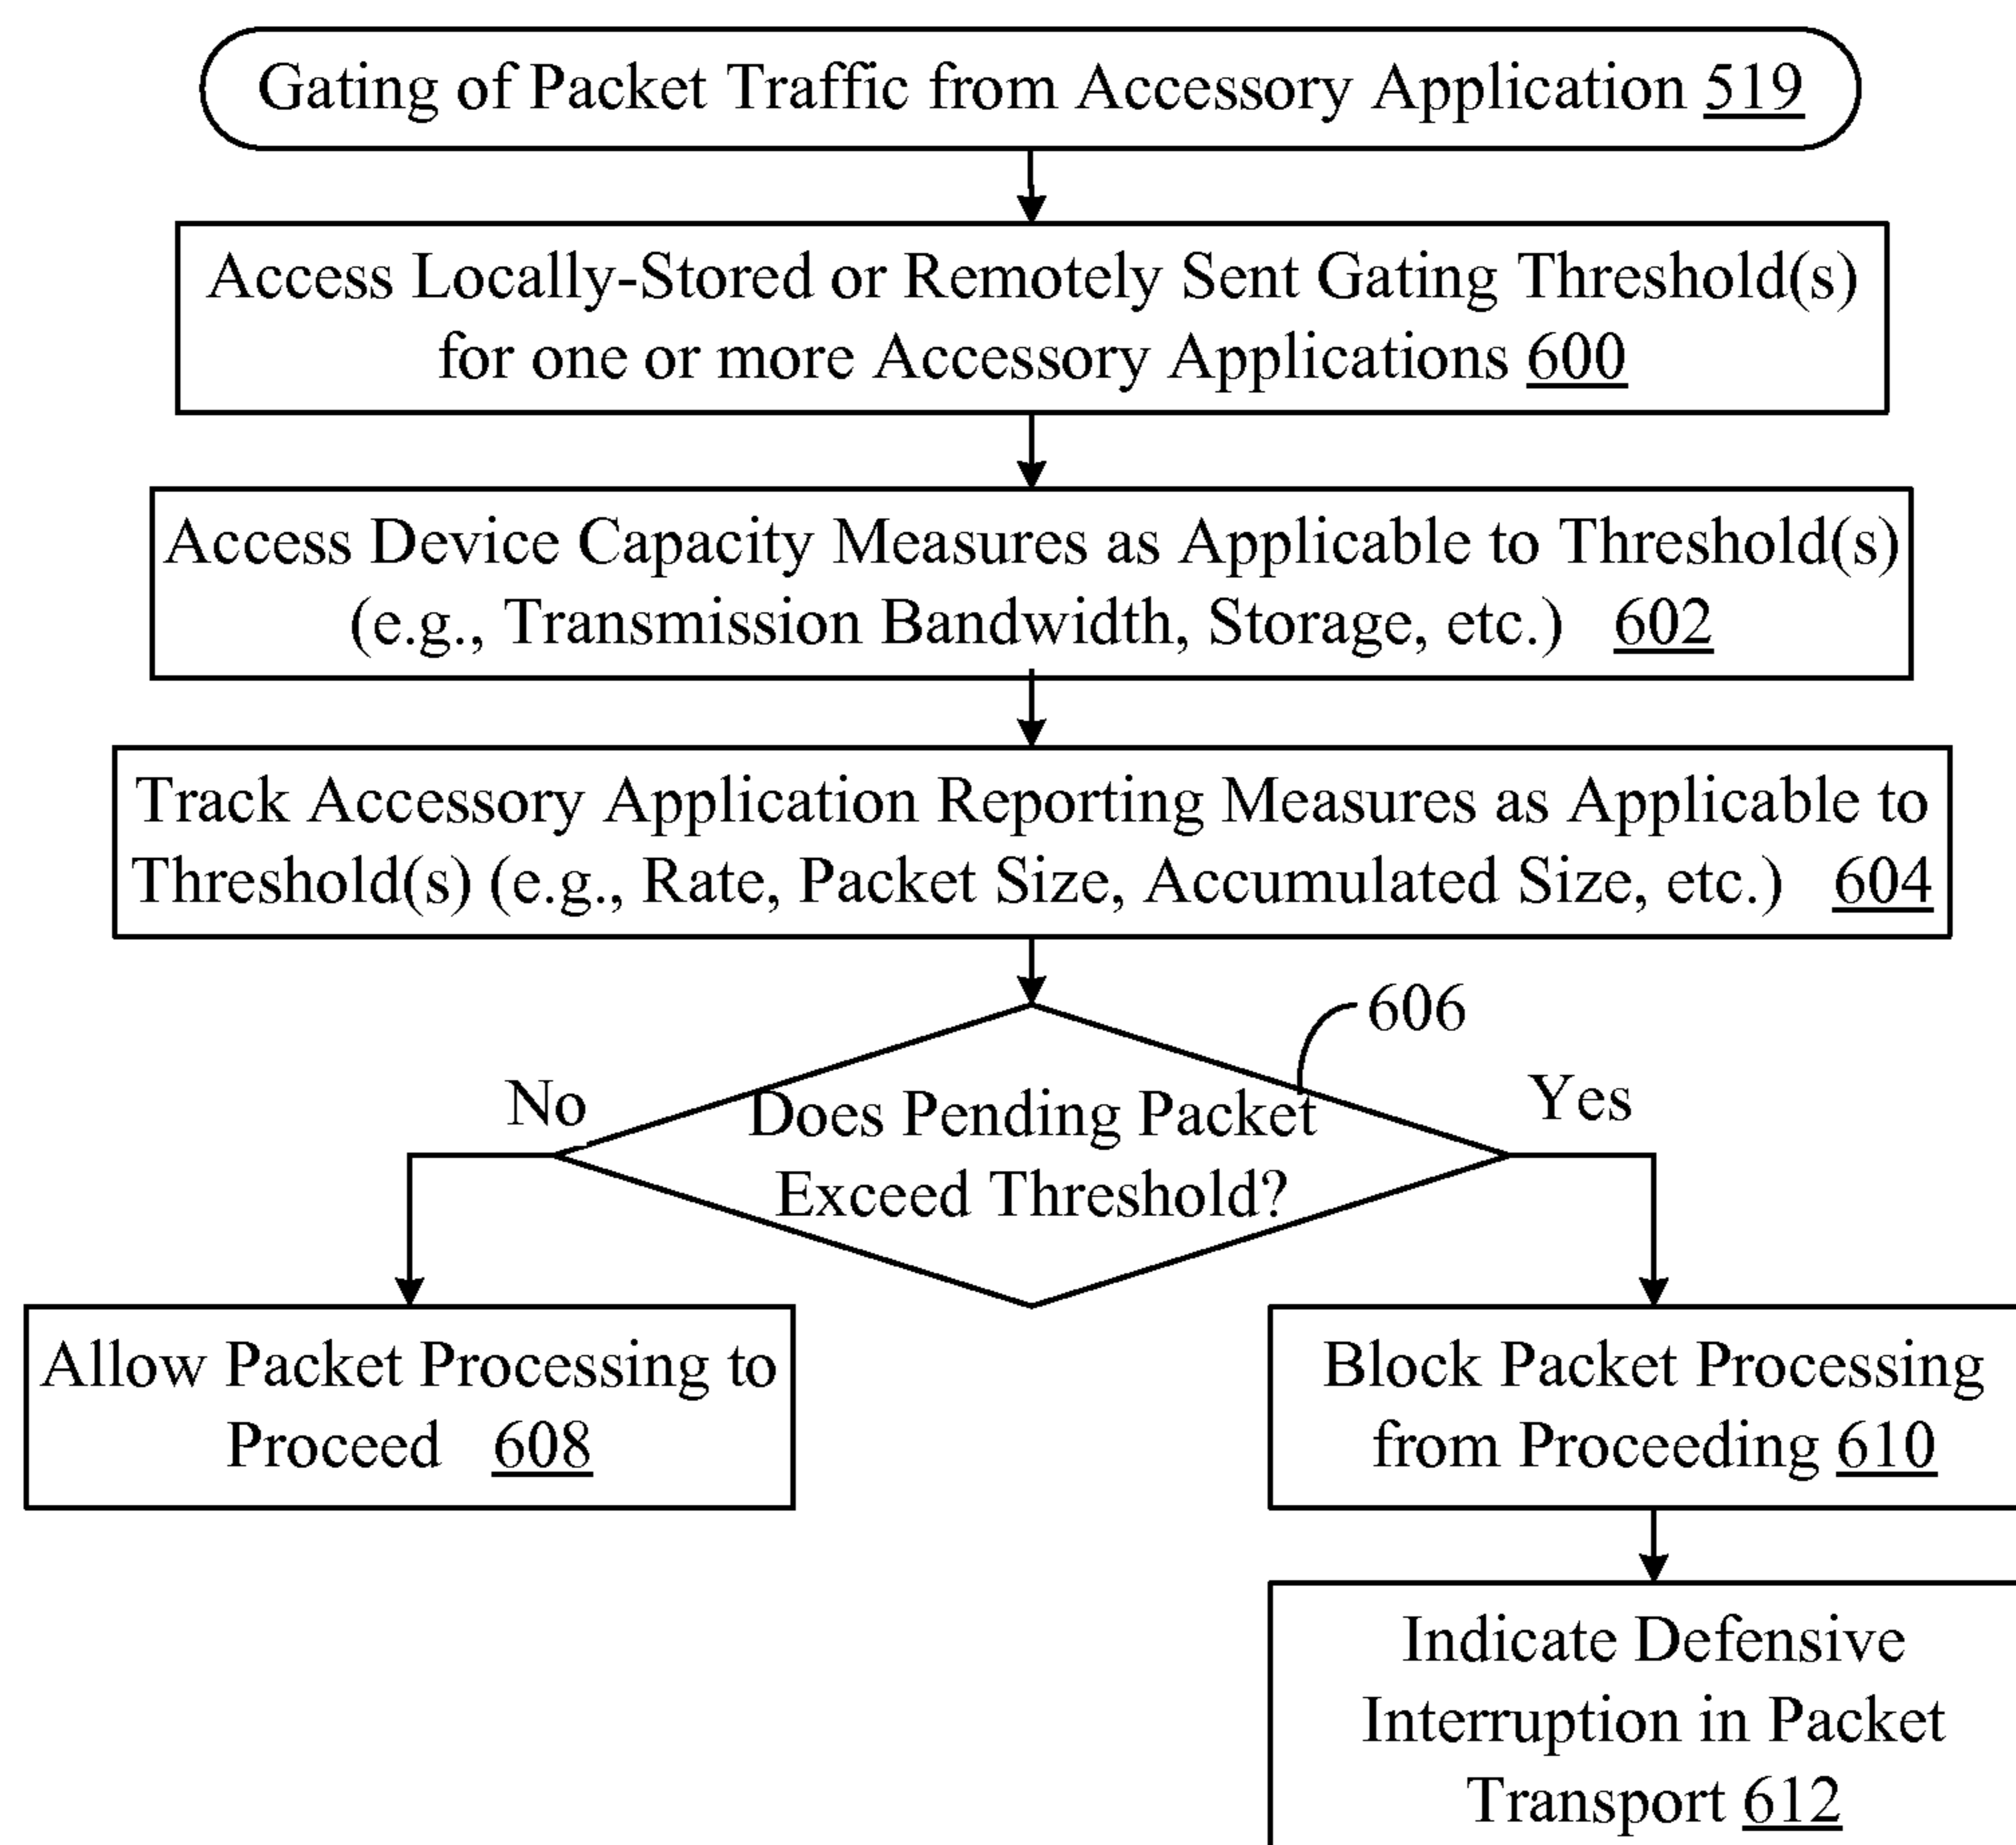 Gating of Packet Traffic from Accessory Application 519
Access Locally-Stored or Remotely Sent Gating Threshold(s)
for one or more Accessory Applications 600
Access Device Capacity Measures as Applicable to Threshold(s)
(e.g., Transmission Bandwidth, Storage, etc.) 602
Track Accessory Application Reporting Measures as Applicable to
Threshold(s) (e.g., Rate, Packet Size, Accumulated Size, etc.) 604
606
No
Does Pending Packet
Exceed Threshold?
Yes
Allow Packet Processing to
Proceed 608
Block Packet Processing
from Proceeding 610
Indicate Defensive
Interruption in Packet
Transport 612